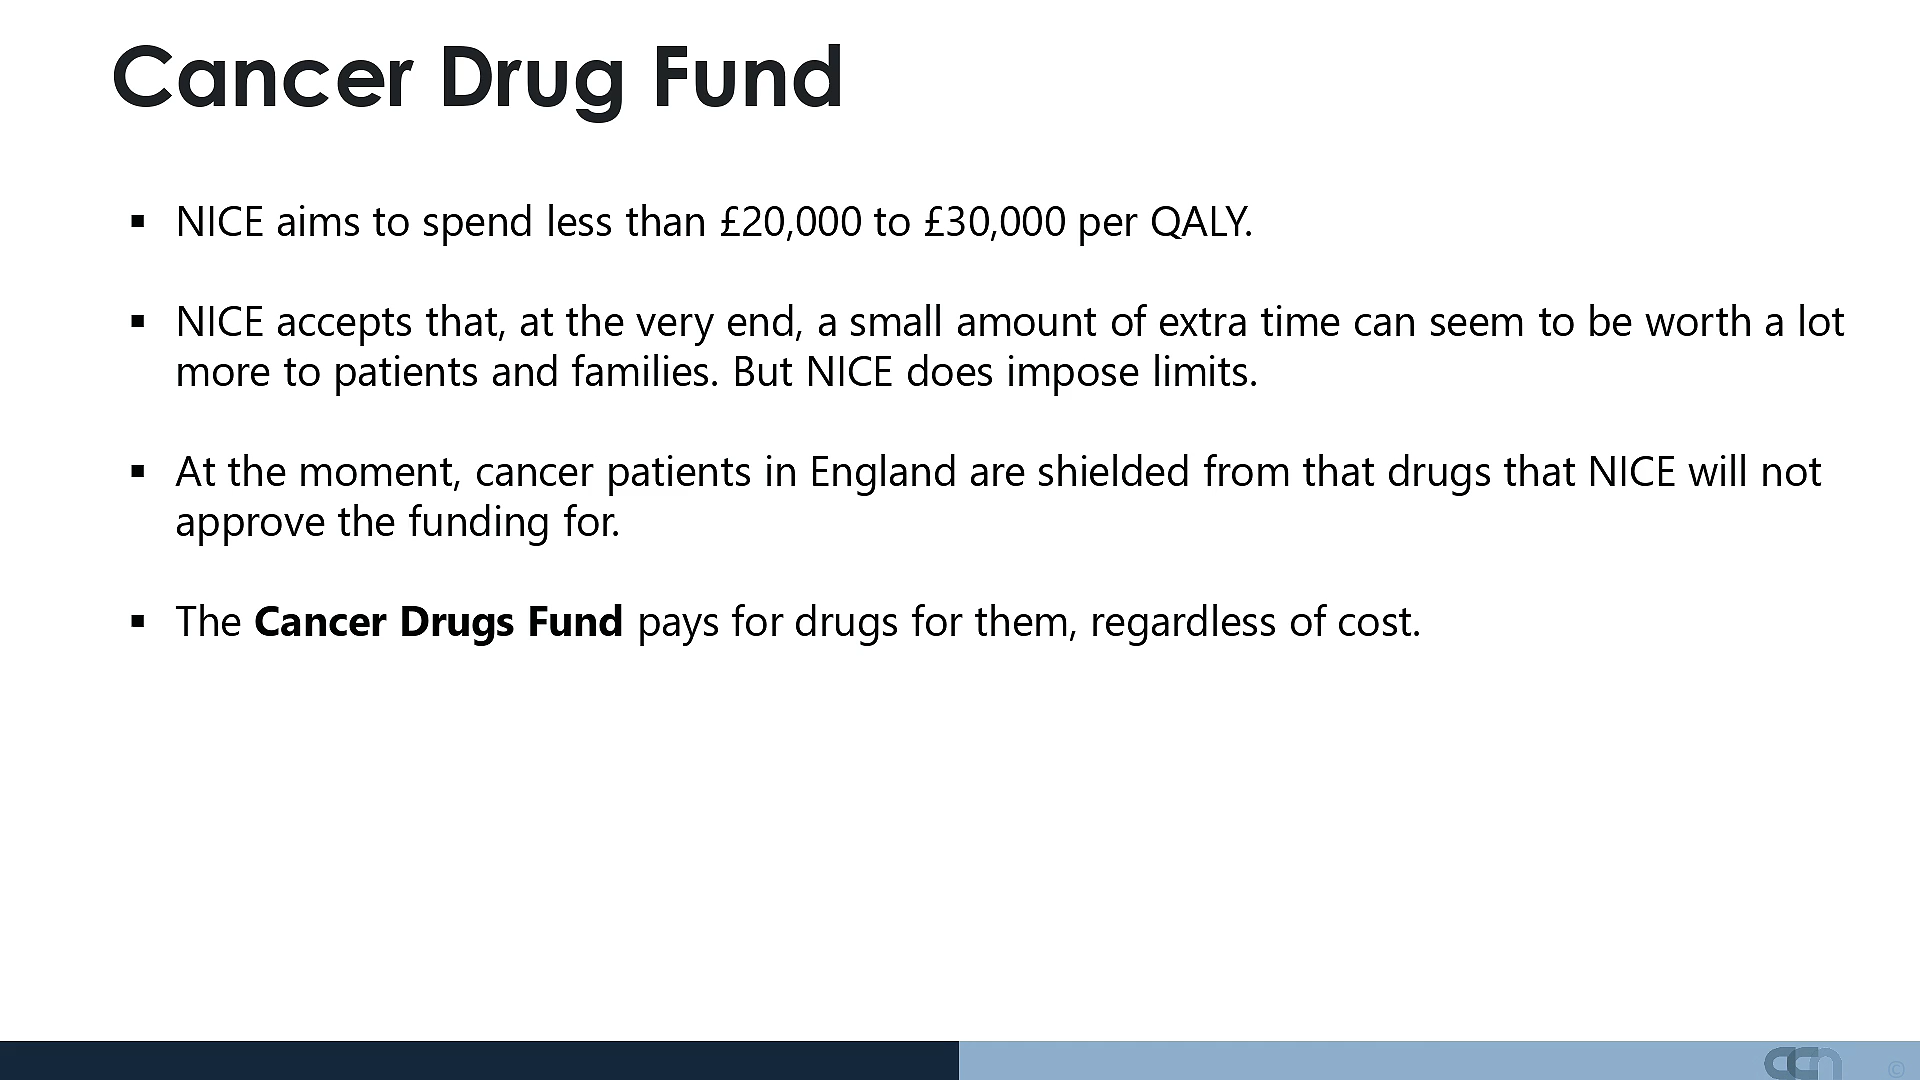 Cancer Drug Fund
▪ NICE aims to spend less than £20,000 to £30,000 per QALY.
▪ NICE accepts that, at the very end, a small amount of extra time can seem to be worth a lot
more to patients and families. But NICE does impose limits.
▪ At the moment, cancer patients in England are shielded from that drugs that NICE will not
approve the funding for.
▪ The Cancer Drugs Fund pays for drugs for them, regardless of cost.
©